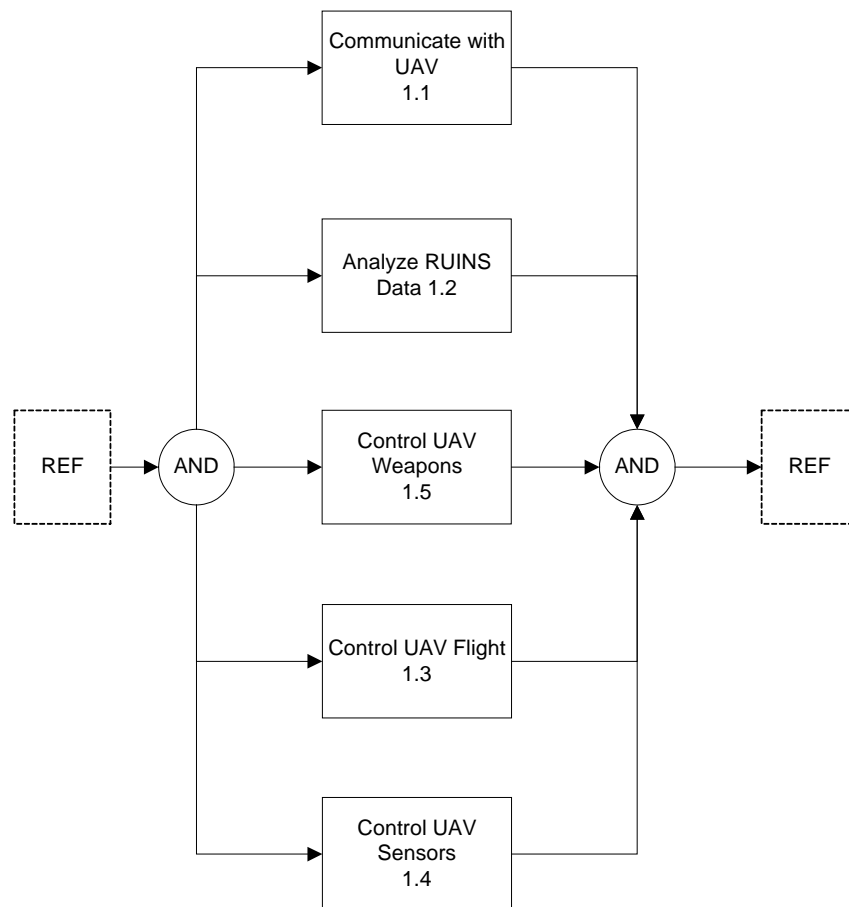 Communicate with
UAV
1.1
Analyze RUINS
Data 1.2
REF
AND
Control UAV
Weapons
1.5
AND
REF
Control UAV Flight
1.3
Control UAV
Sensors
1.4